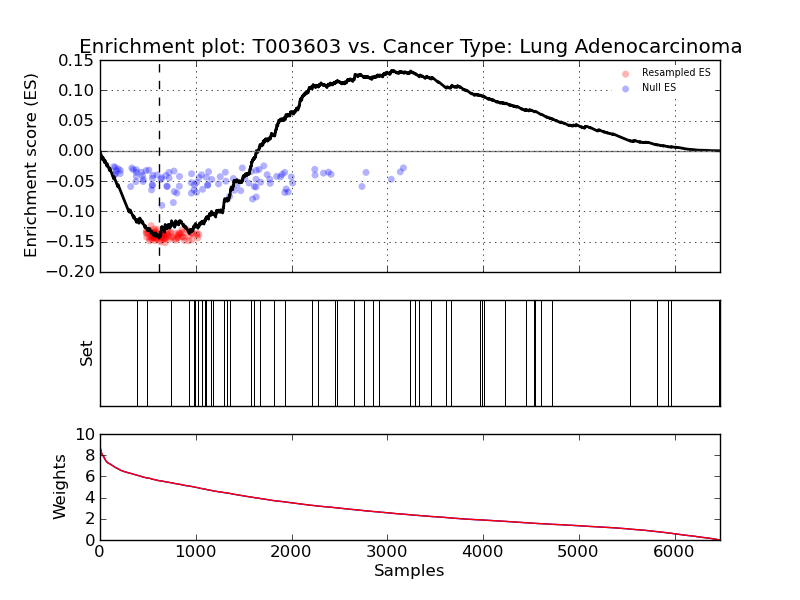 Enrichment plot: T003603 vs. Cancer Type: Lung Adenocarcinoma
Enrichment score (ES)
0.15
0.10
0.05
0.00
−0.05
−0.10
−0.15
−0.20
Resampled ES
Null ES
Set
Weights
10
8
6
4
2
0
0 1000 2000 3000 4000 5000 6000
Samples